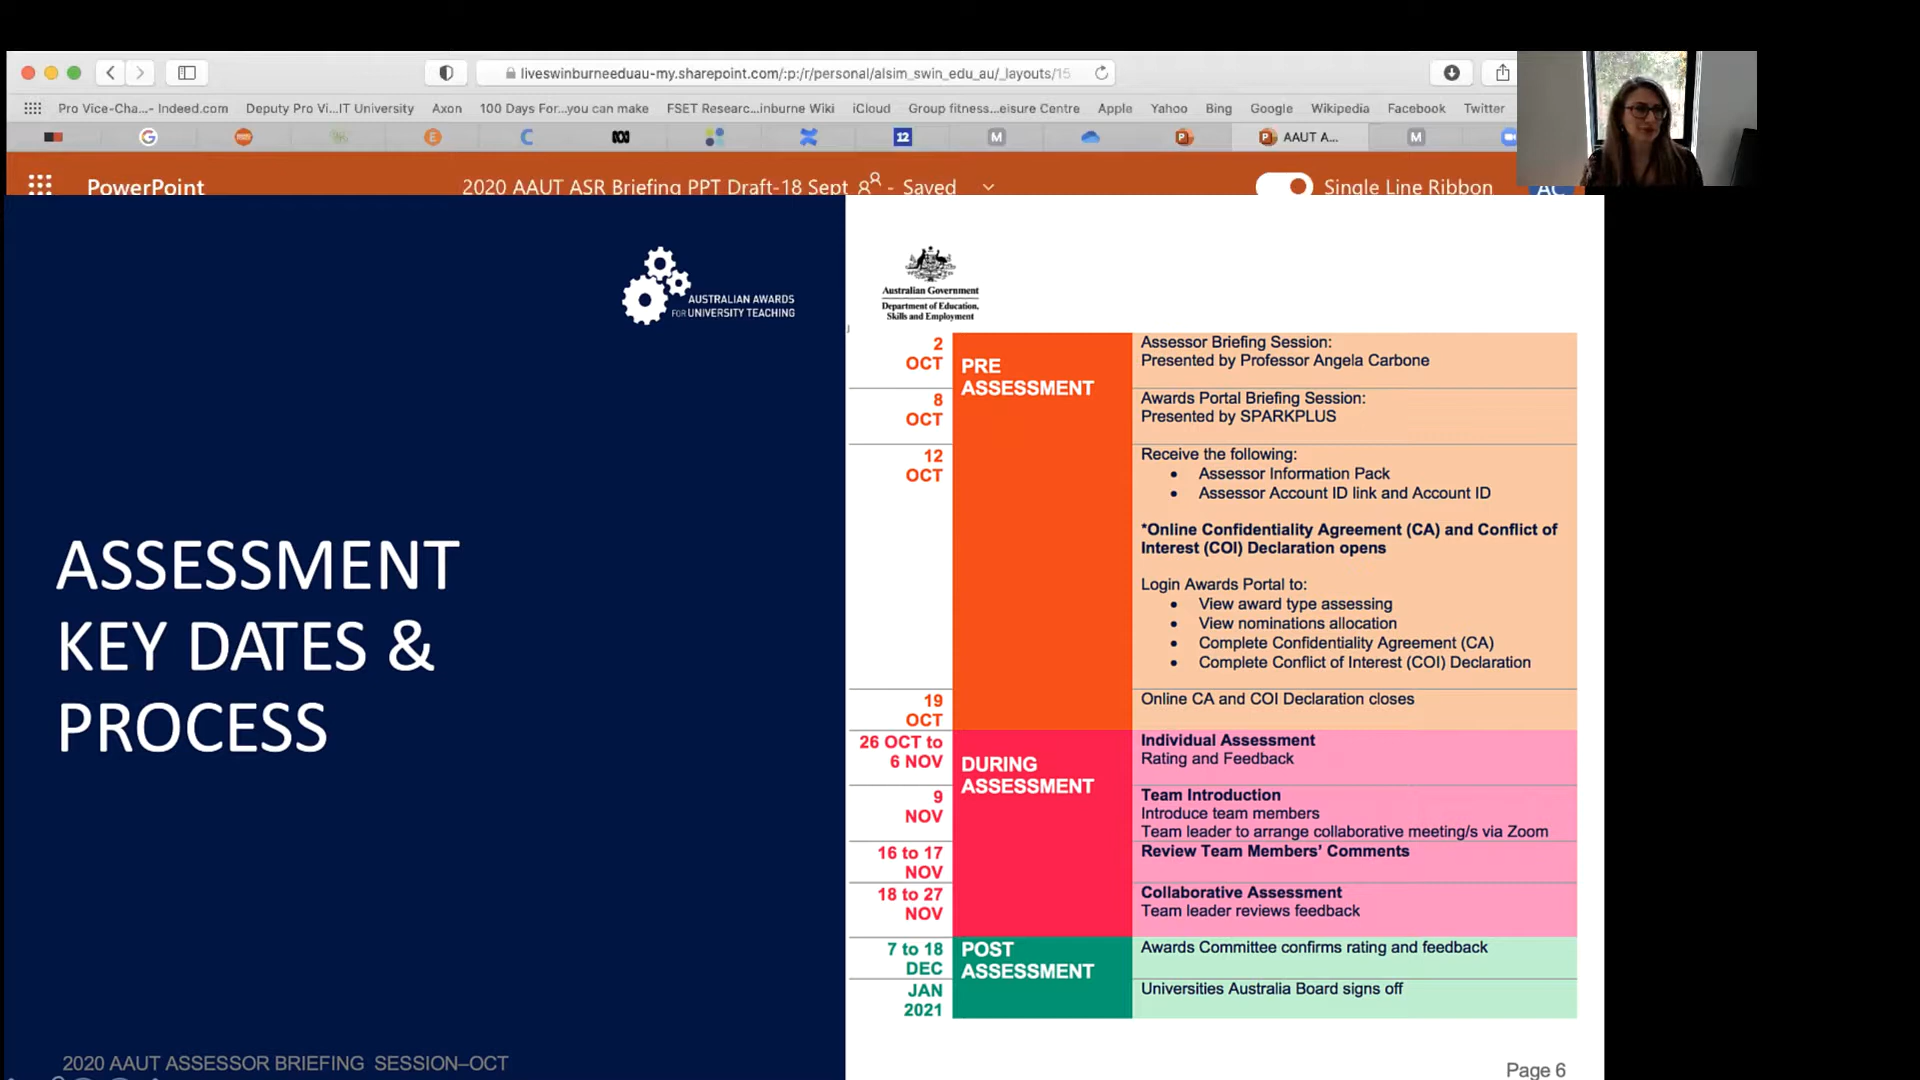 liveswinburneeduau-my.sharepoint.com/:p:/r/personal/alsim_swin_edu_au/_layouts/15
Pro Vice-Cha...- Indeed.com
Deputy Pro Vi...IT University
Axon
100 Days For...you can make
FSET Researc...inburne Wiki
iCloud
Group fitness...eisure Centre
Apple
Yahoo
Bing
Google
Wikipedia
Facebook
Twitter
G
E
C
abc
12
M
P
P
AAUT A...
M
PowerPoint
2020 AAUT ASR Briefing PPT Draft-18 Sept - Saved
Single Line Ribbon
AC
AUSTRALIAN AWARDS
FOR UNIVERSITY TEACHING
ASSESSMENT
KEY DATES &
PROCESS
2020 AAUT ASSESSOR BRIEFING SESSION–OCT
Australian Government
Department of Education,
Skills and Employment
2
OCT
PRE
ASSESSMENT
Assessor Briefing Session:
Presented by Professor Angela Carbone
8
OCT
Awards Portal Briefing Session:
Presented by SPARKPLUS
12
OCT
Receive the following:
• Assessor Information Pack
• Assessor Account ID link and Account ID
*Online Confidentiality Agreement (CA) and Conflict of
Interest (COI) Declaration opens
Login Awards Portal to:
• View award type assessing
• View nominations allocation
• Complete Confidentiality Agreement (CA)
• Complete Conflict of Interest (COI) Declaration
19
OCT
Online CA and COI Declaration closes
26 OCT to
6 NOV
DURING
ASSESSMENT
Individual Assessment
Rating and Feedback
9
NOV
Team Introduction
Introduce team members
Team leader to arrange collaborative meeting/s via Zoom
16 to 17
NOV
Review Team Members' Comments
18 to 27
NOV
Collaborative Assessment
Team leader reviews feedback
7 to 18
DEC
POST
ASSESSMENT
Awards Committee confirms rating and feedback
JAN
2021
Universities Australia Board signs off
Page 6